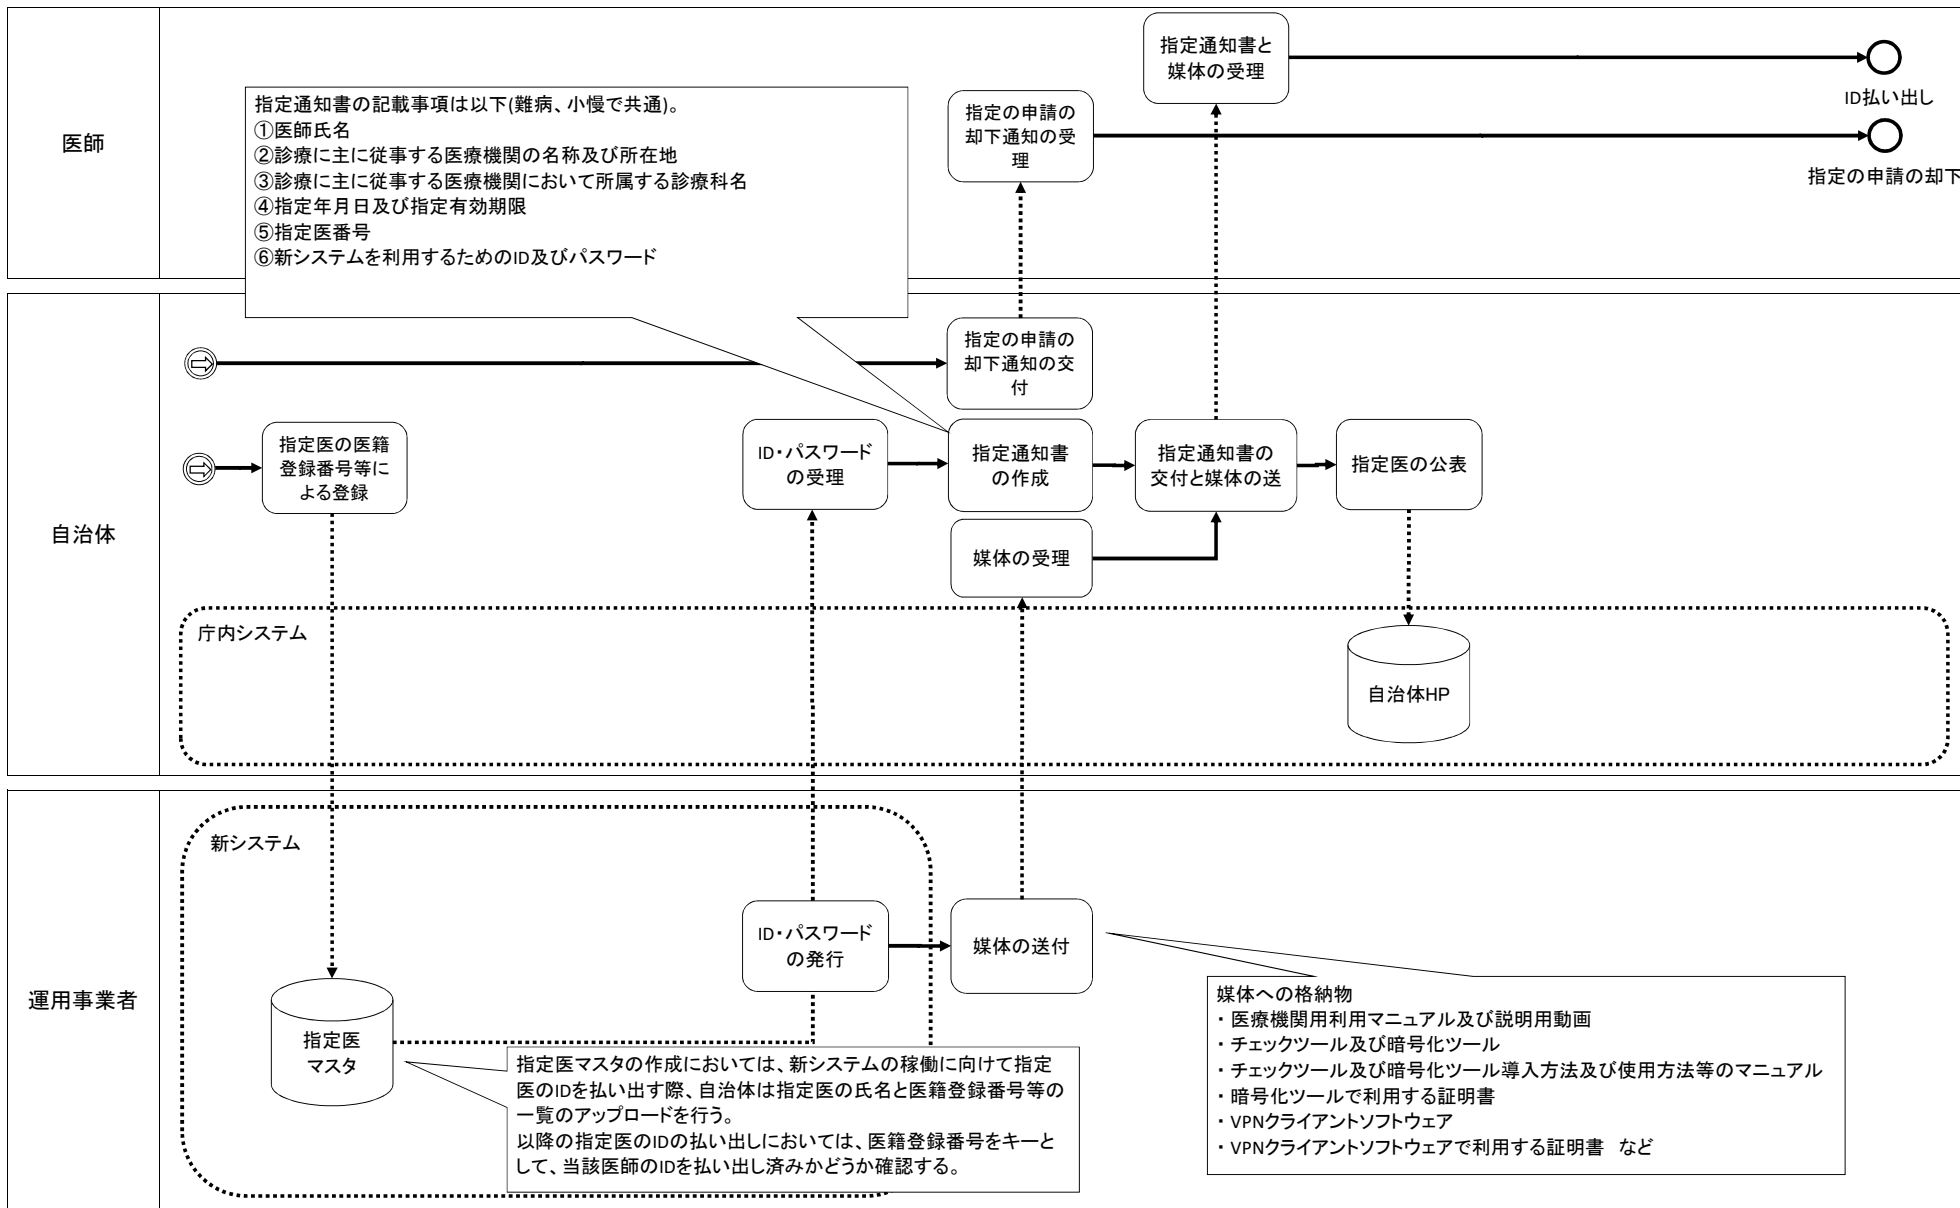 医師
指定通知書の記載事項は以下(難病、小慢で共通)。
①医師氏名
②診療に主に従事する医療機関の名称及び所在地
③診療に主に従事する医療機関において所属する診療科名
④指定年月日及び指定有効期限
⑤指定医番号
⑥新システムを利用するためのID及びパスワード
指定の申請の
却下通知の受
理
指定通知書と
媒体の受理
ID払い出し
指定の申請の却下
自治体
指定の申請の
却下通知の交
付
指定医の医籍
登録番号等に
よる登録
ID・パスワード
の受理
指定通知書
の作成
指定通知書の
交付と媒体の送
指定医の公表
媒体の受理
庁内システム
自治体HP
運用事業者
新システム
ID・パスワード
の発行
媒体の送付
指定医
マスタ
指定医マスタの作成においては、新システムの稼働に向けて指定
医のIDを払い出す際、自治体は指定医の氏名と医籍登録番号等の
一覧のアップロードを行う。
以降の指定医のIDの払い出しにおいては、医籍登録番号をキーと
して、当該医師のIDを払い出し済みかどうか確認する。
媒体への格納物
・医療機関用利用マニュアル及び説明用動画
・チェックツール及び暗号化ツール
・チェックツール及び暗号化ツール導入方法及び使用方法等のマニュアル
・暗号化ツールで利用する証明書
・VPNクライアントソフトウェア
・VPNクライアントソフトウェアで利用する証明書 など